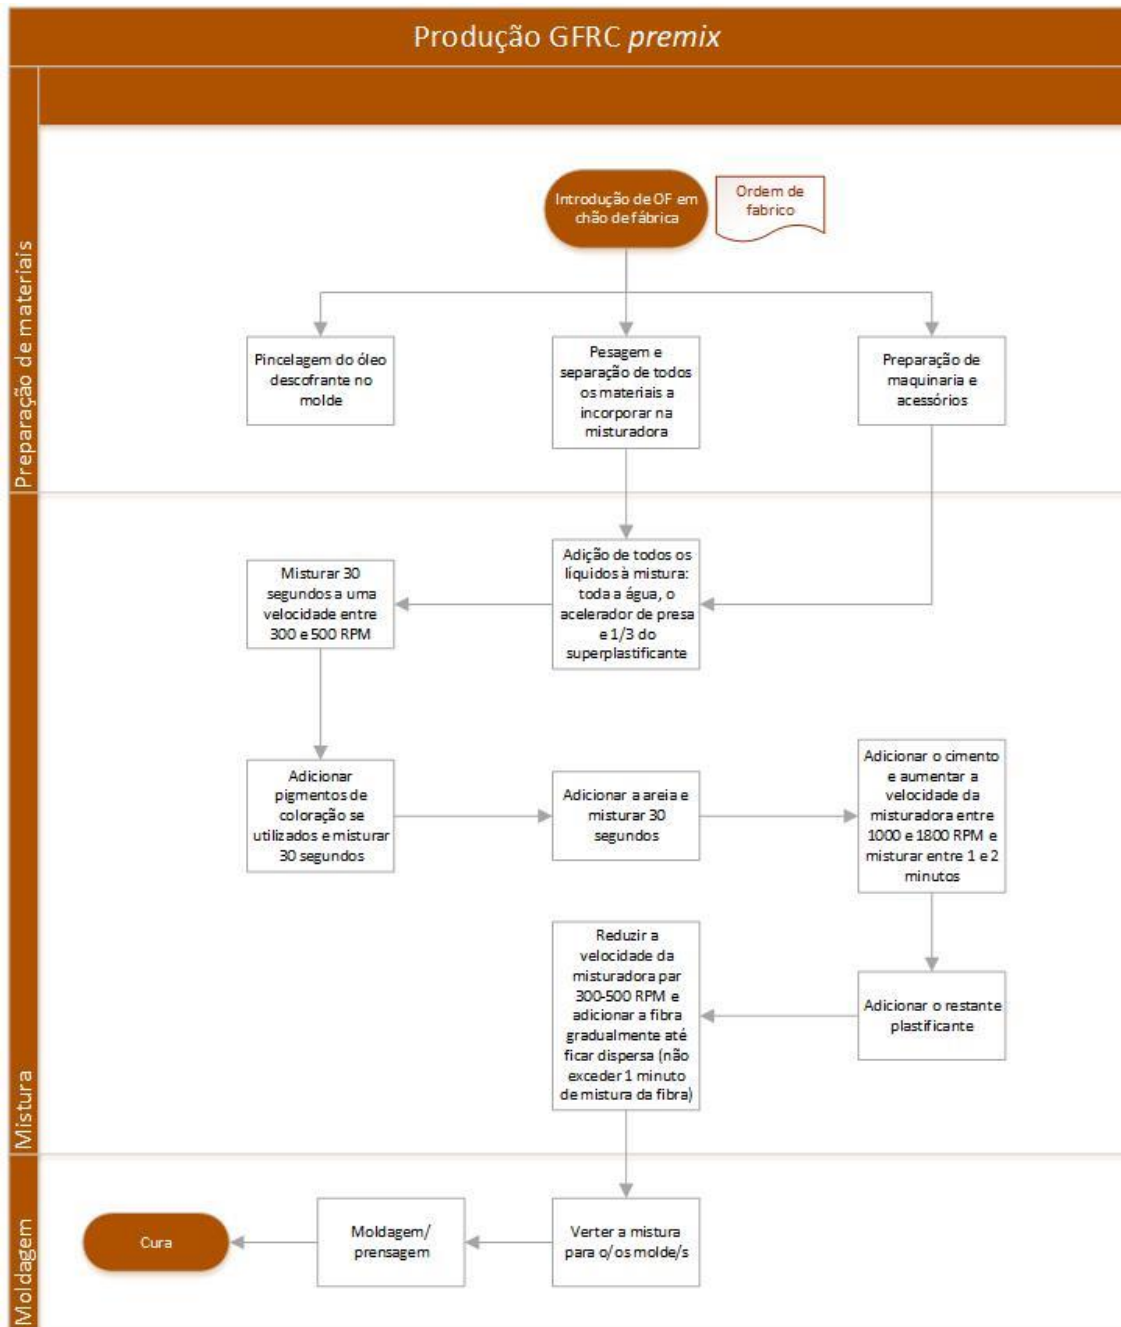 Produção GFRC premix
Preparação de materiais
Introdução de OF em
chão de fábrica
Ordem de
fabrico
Pincelagem do óleo
descofrante no
molde
Pesagem e
separação de todos
os materiais a
incorporar na
misturadora
Preparação de
maquinaria e
acessórios
Mistura
Adição de todos os
líquidos à mistura:
toda a água, o
acelerador de presa
e 1/3 do
superplastificante
Misturar 30
segundos a uma
velocidade entre
300 e 500 RPM
Adicionar
pigmentos de
coloração se
utilizados e misturar
30 segundos
Adicionar a areia e
misturar 30
segundos
Adicionar o cimento
e aumentar a
velocidade da
misturadora entre
1000 e 1800 RPM e
misturar entre 1 e 2
minutos
Adicionar o restante
plastificante
Reduzir a
velocidade da
misturadora par
300-500 RPM e
adicionar a fibra
gradualmente até
ficar dispersa (não
exceder 1 minuto
de mistura da fibra)
Moldagem
Verter a mistura
para o/os molde/s
Moldagem/
prensagem
Cura